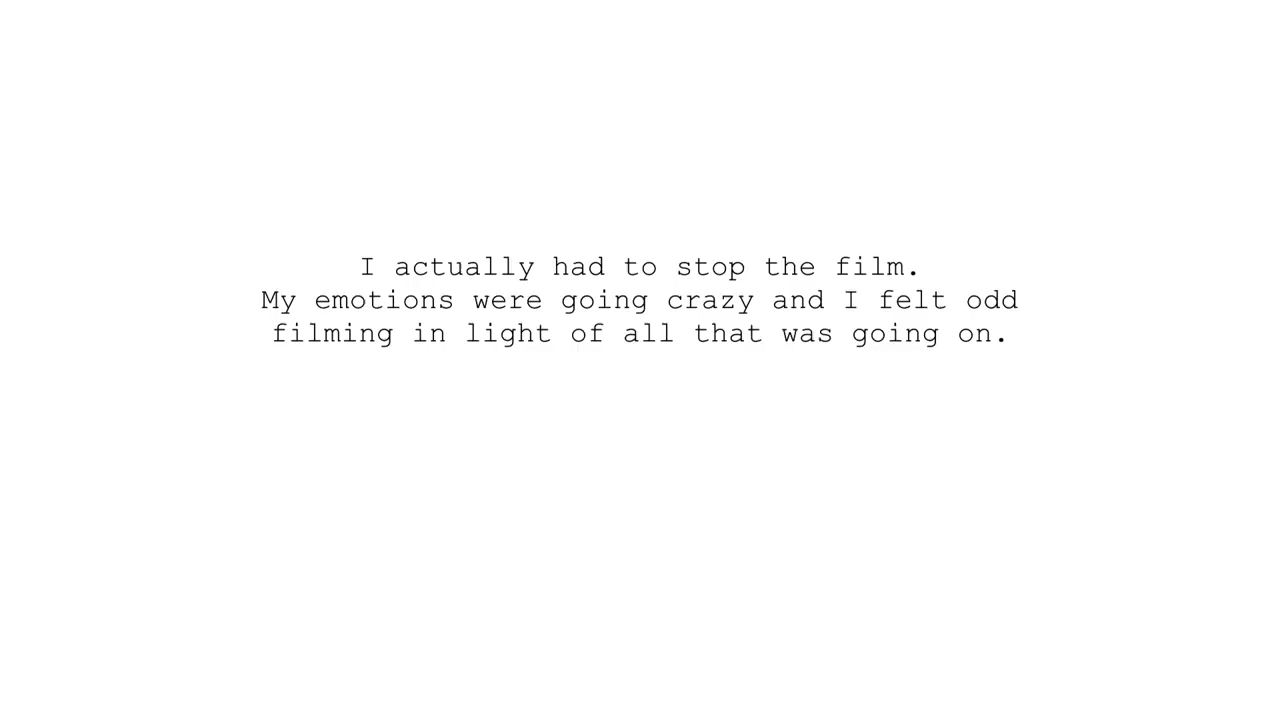 I actually had to stop the film.
My emotions were going crazy and I felt odd
filming in light of all that was going on.